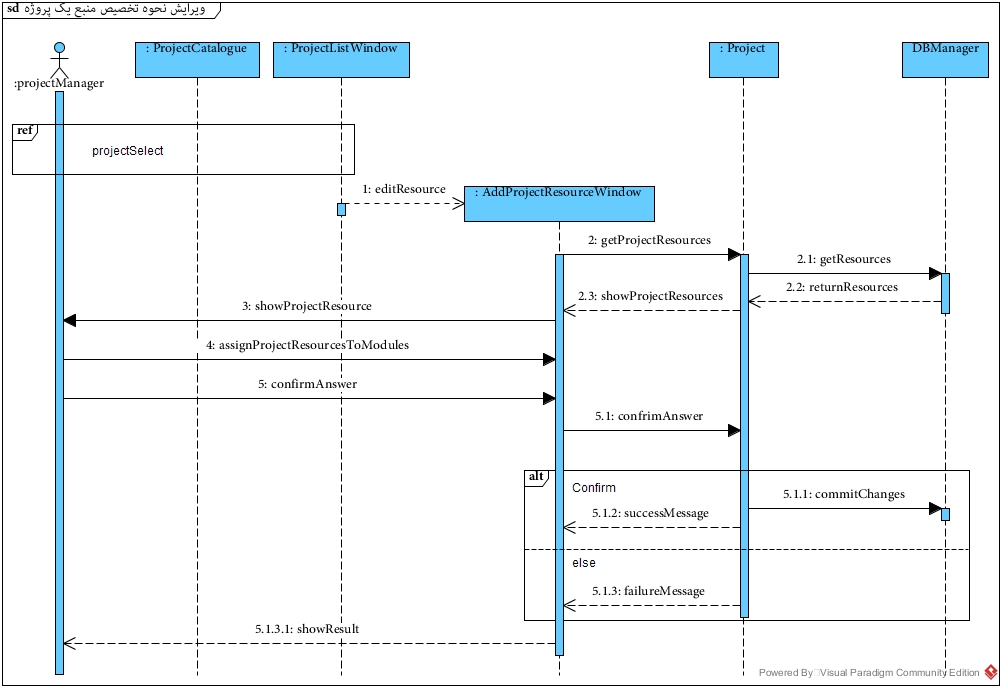 sd ویرایش نحوه تخصیص منبع یک پروژه
: ProjectCatalogue
: ProjectListWindow
: Project
DBManager
:projectManager
ref
projectSelect
1: editResource
: AddProjectResourceWindow
2: getProjectResources
2.1: getResources
2.2: returnResources
2.3: showProjectResources
3: showProjectResource
4: assignProjectResourcesToModules
5: confirmAnswer
5.1: confrimAnswer
alt
Confirm
5.1.1: commitChanges
5.1.2: successMessage
else
5.1.3: failureMessage
5.1.3.1: showResult
Powered By Visual Paradigm Community Edition